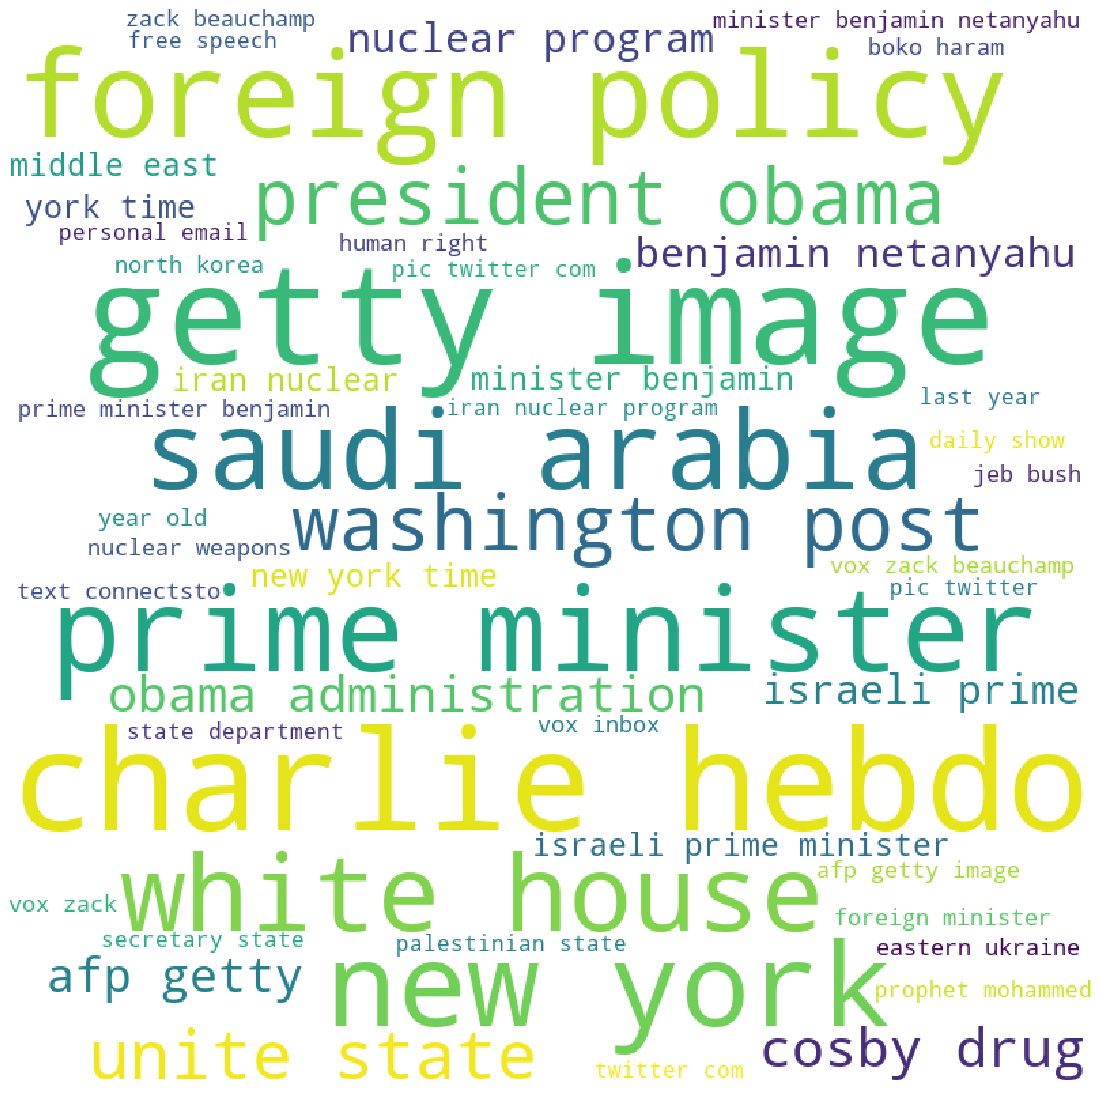 zack beauchamp
minister benjamin netanyahu
free speech
nuclear program
boko haram
foreign policy
middle east
president obama
york time
personal email
human right
benjamin netanyahu
north korea
pic twitter com
getty image
iran nuclear
minister benjamin
last year
prime minister benjamin
iran nuclear program
saudi arabia
daily show
jeb bush
year old
washington post
nuclear weapons
new york time
vox zack beauchamp
text connectsto
pic twitter
prime minister
obama administration
israeli prime
state department
vox inbox
charlie hebdo
israeli prime minister
white house
afp getty image
vox zack
foreign minister
secretary state
palestinian state
eastern ukraine
afp getty
new york
prophet mohammed
unite state
cosby drug
twitter com